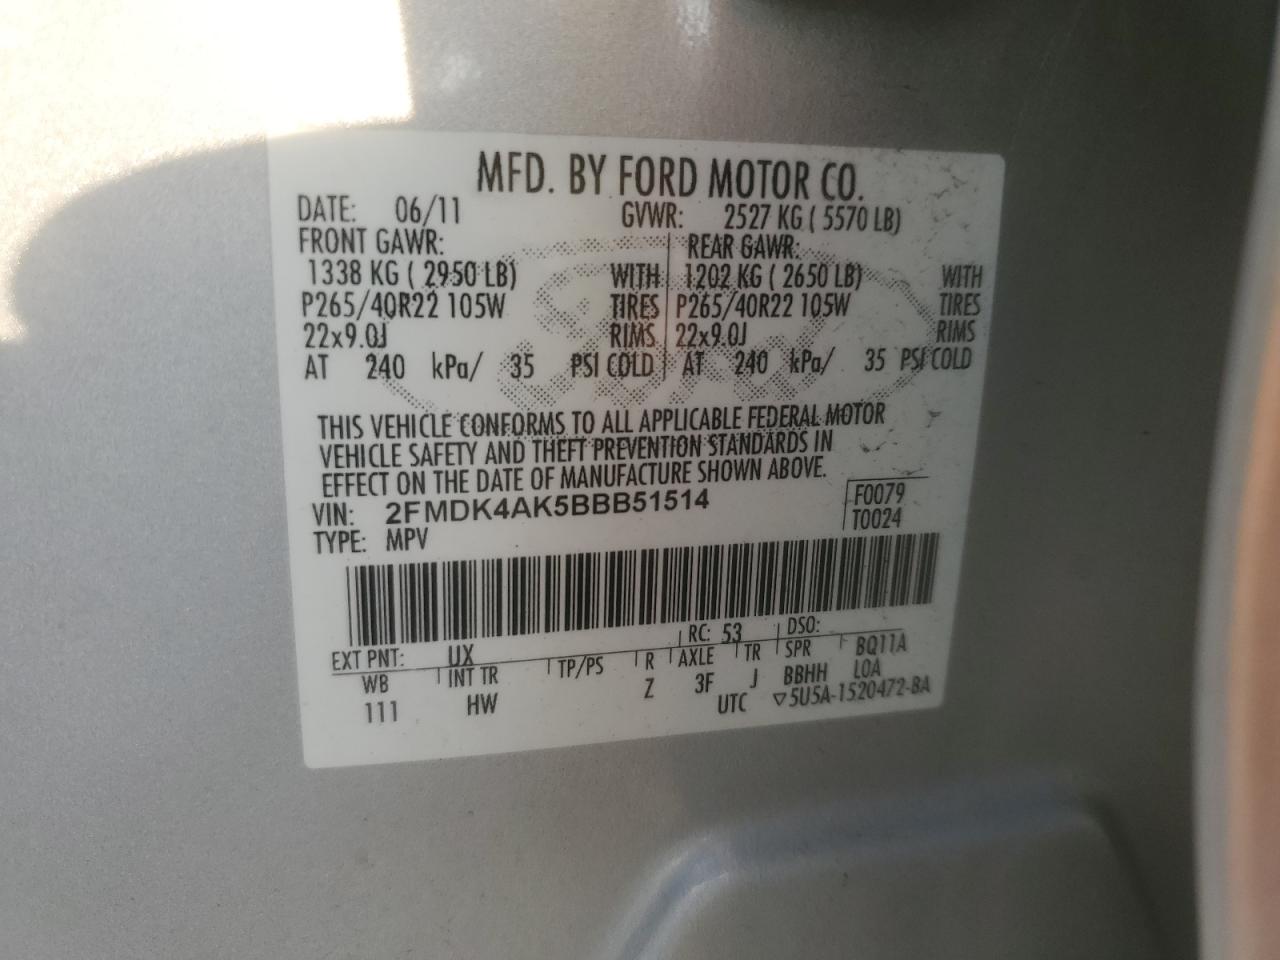 MFD. BY FORD MOTOR CO.
DATE: 06/11 GVWR: 2527 KG ( 5570 LB)
FRONT GAWR: REAR GAWR:
1338 KG ( 2950 LB) WITH 1202 KG ( 2650 LB) WITH
P265/40R22 105W TIRES P265/40R22 105W TIRES
22x9.0J RIMS 22x9.0J RIMS
AT 240 kPa/ 35 PSI COLD AT 240 kPa/ 35 PSI COLD
THIS VEHICLE CONFORMS TO ALL APPLICABLE FEDERAL MOTOR
VEHICLE SAFETY AND THEFT PREVENTION STANDARDS IN
EFFECT ON THE DATE OF MANUFACTURE SHOWN ABOVE.
VIN: 2FMDK4AK5BBB51514 F0079
TYPE: MPV T0024
EXT PNT: UX RC: 53 DSO:
WB INT TR TP/PS R AXLE TR SPR BQ11A
111 HW Z 3F J BBHH L0A
UTC ▽5U5A-1520472-BA